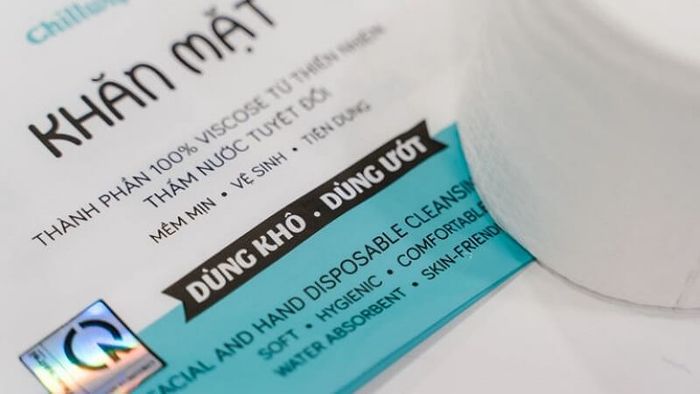 KHĂN MẶT
THÀNH PHẦN 100% VISCOSE TỪ THIÊN NHIÊN
THẤM NƯỚC TUYỆT ĐỐI
MỀM MỊN • VỆ SINH • TIỆN DỤNG
DÙNG KHÔ • DÙNG ƯỚT
FACIAL AND HAND DISPOSABLE CLEANSING
SOFT • HYGIENIC • COMFORTABLE
WATER ABSORBENT • SKIN-FRIEND